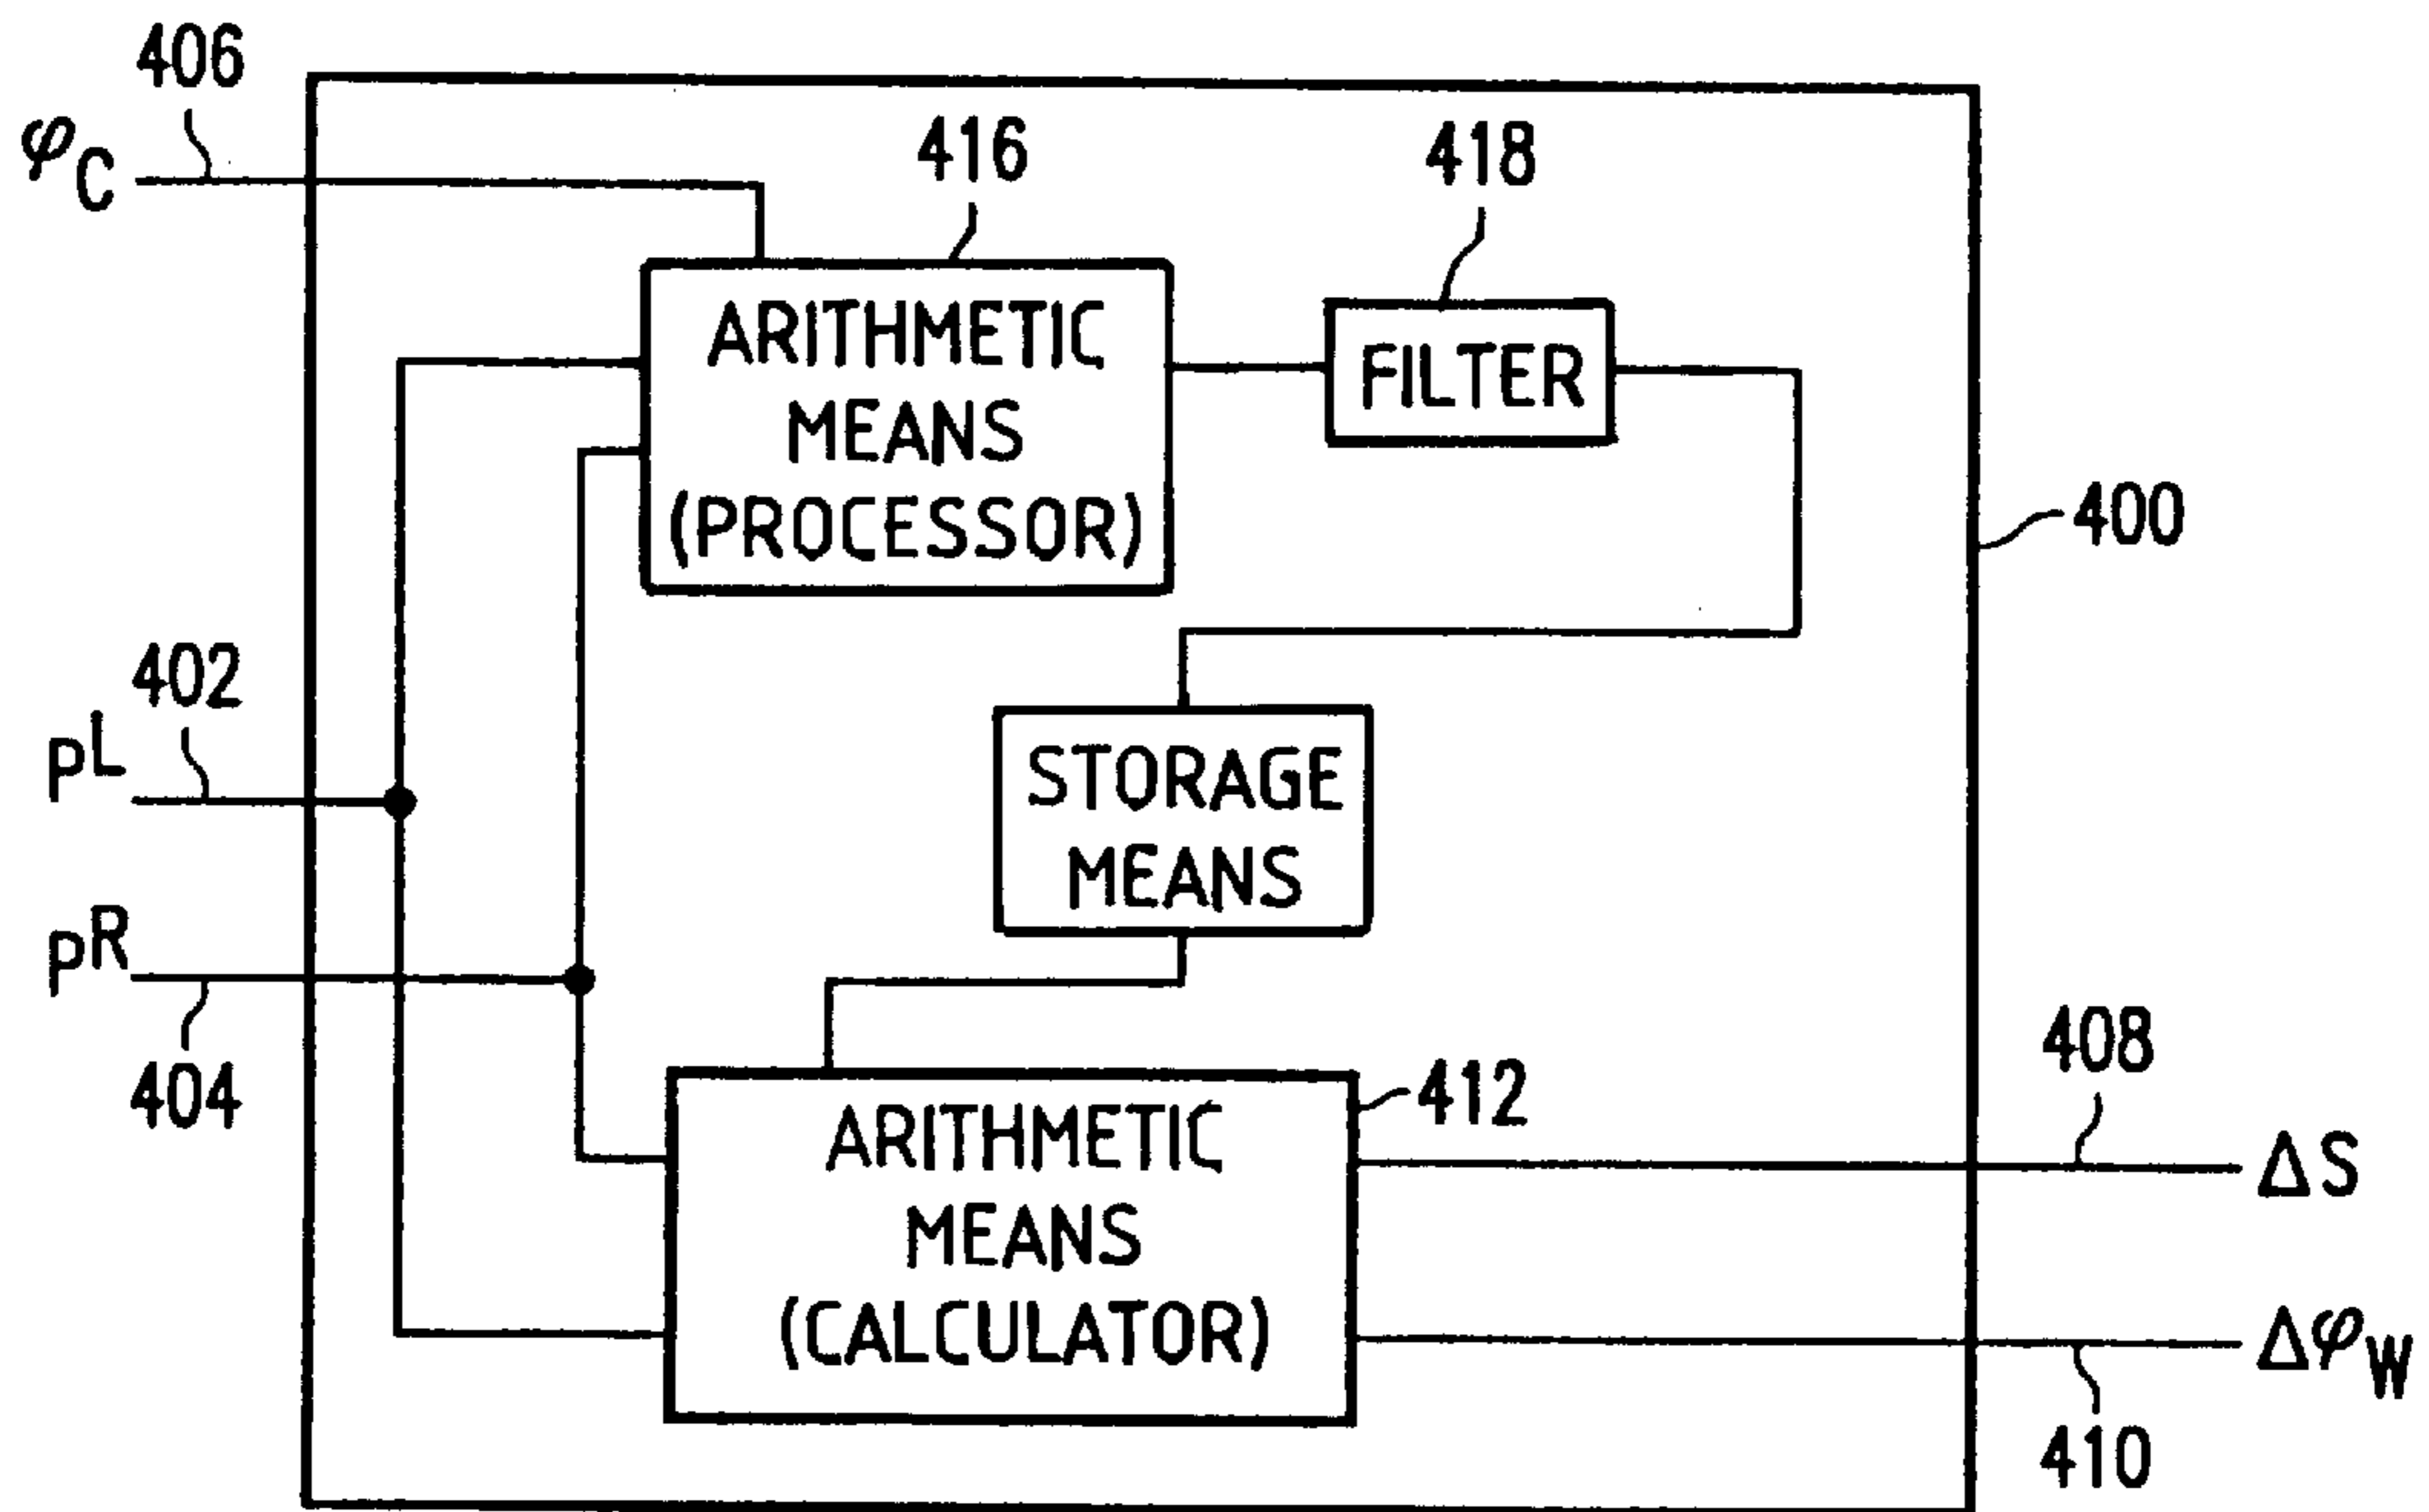 406
φC
416
418
ARITHMETIC
MEANS
(PROCESSOR)
FILTER
400
402
pL
STORAGE
MEANS
pR
404
408
412
ARITHMETIC
MEANS
(CALCULATOR)
ΔS
ΔφW
410